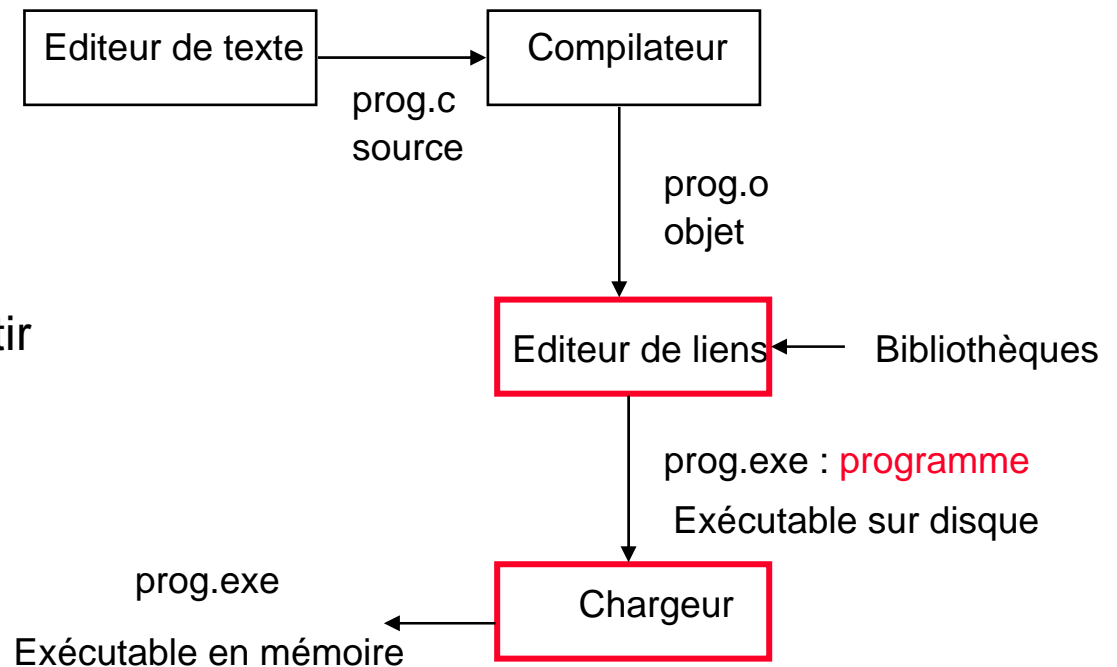 Editeur de texte
Compilateur
prog.c
source
prog.o
objet
tir
Editeur de liens
Bibliothèques
prog.exe : programme
Exécutable sur disque
prog.exe
Chargeur
Exécutable en mémoire